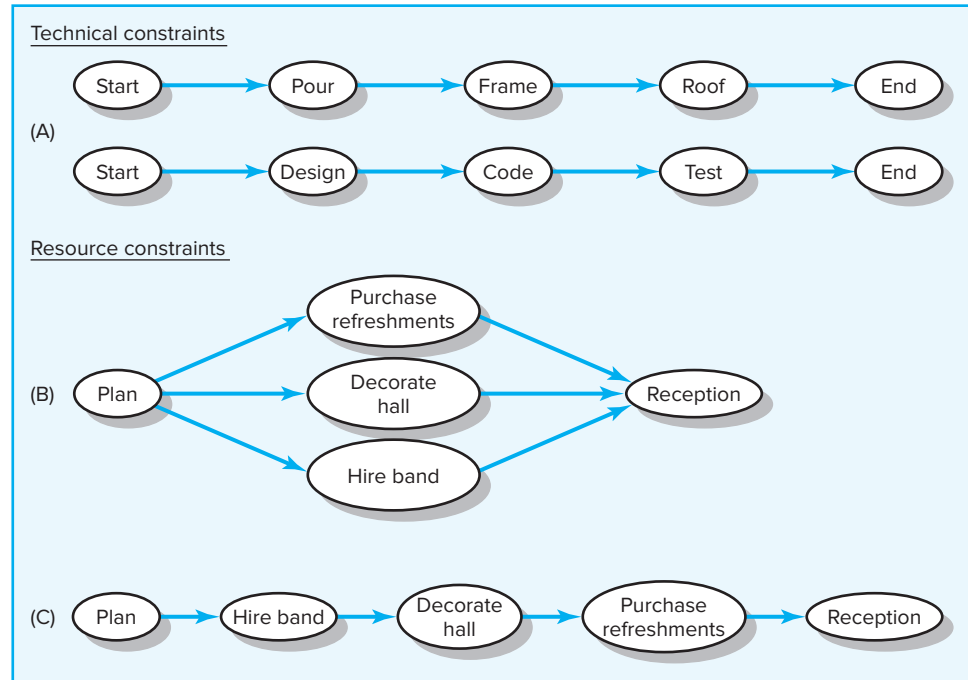 Technical constraints
Start Pour Frame Roof End
(A)
Start Design Code Test End
Resource constraints
Purchase
refreshments
(B) Plan Decorate
hall Reception
Hire band
(C) Plan Hire band Decorate
hall Purchase
refreshments Reception